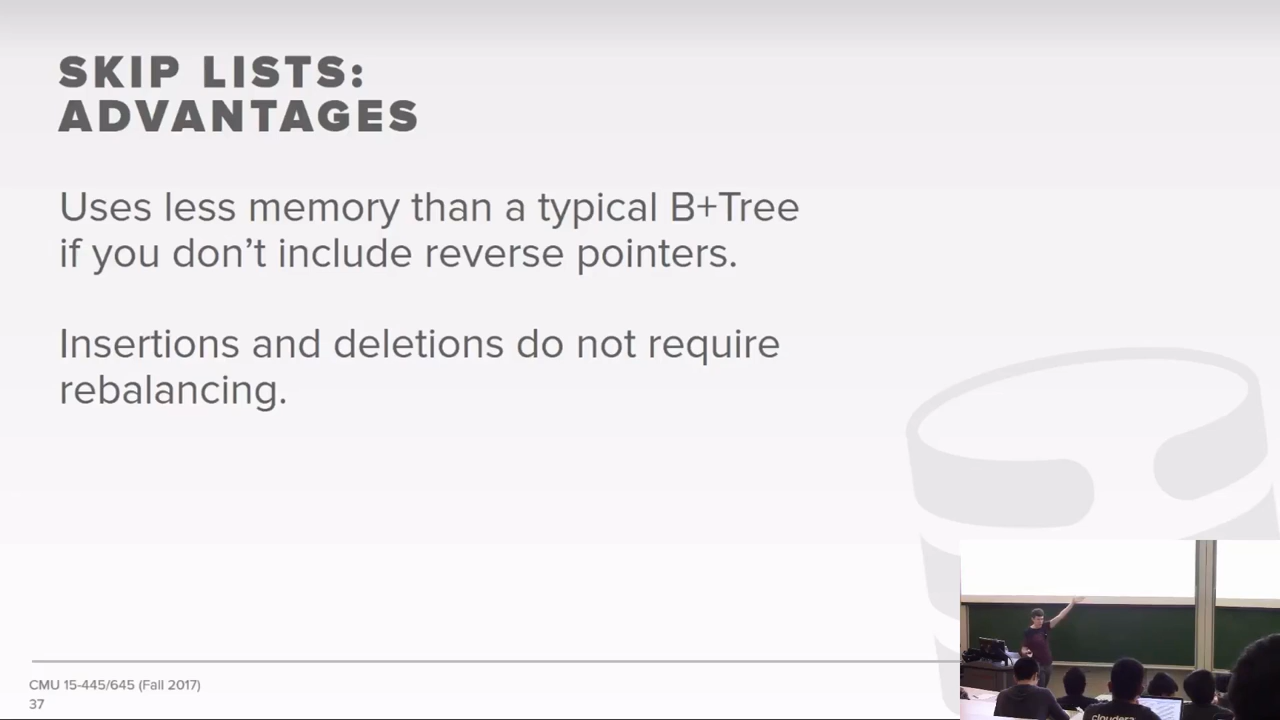 SKIP LISTS:
ADVANTAGES
Uses less memory than a typical B+Tree
if you don’t include reverse pointers.
Insertions and deletions do not require
rebalancing.
CMU 15-445/645 (Fall 2017)
37
cloudera